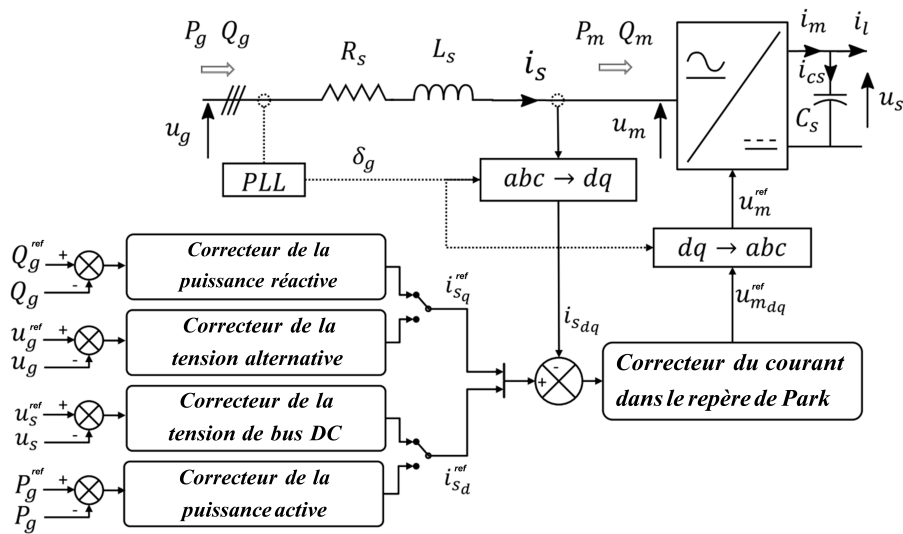 P_g Q_g
R_s
L_s
i_s
P_m Q_m
i_m
i_l
i_cs
C_s
u_s
u_g
u_m
PLL
δ_g
abc → dq
u_m^ref
dq → abc
u_mdq^ref
Q_g^ref +
Q_g -
Correcteur de la
puissance réactive
i_sq^ref
u_g^ref +
u_g -
Correcteur de la
tension alternative
i_sdq
-
+
Correcteur du courant
dans le repère de Park
u_s^ref +
u_s -
Correcteur de la
tension de bus DC
i_sd^ref
P_g^ref +
P_g -
Correcteur de la
puissance active